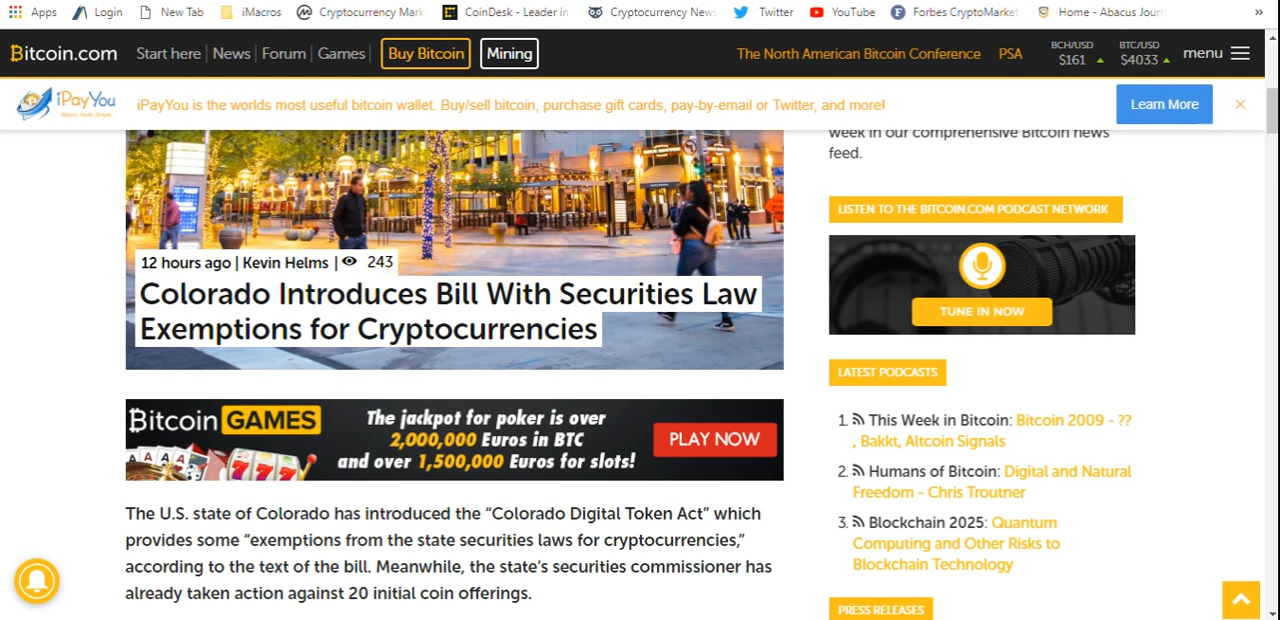 Apps Login New Tab iMacros Cryptocurrency Mark CoinDesk - Leader in Cryptocurrency News Twitter YouTube Forbes CryptoMarket Home - Abacus Journ »
Bitcoin.com Start here News Forum Games Buy Bitcoin Mining The North American Bitcoin Conference PSA BCH/USD $161 BTC/USD $4033 menu
iPayYou iPayYou is the worlds most useful bitcoin wallet. Buy/sell bitcoin, purchase gift cards, pay-by-email or Twitter, and more! Learn More ×
12 hours ago | Kevin Helms | 243
Colorado Introduces Bill With Securities Law
Exemptions for Cryptocurrencies
Bitcoin GAMES
The jackpot for poker is over
2,000,000 Euros in BTC
and over 1,500,000 Euros for slots!
PLAY NOW
The U.S. state of Colorado has introduced the “Colorado Digital Token Act” which
provides some “exemptions from the state securities laws for cryptocurrencies,”
according to the text of the bill. Meanwhile, the state’s securities commissioner has
already taken action against 20 initial coin offerings.
week in our comprehensive Bitcoin news
feed.
LISTEN TO THE BITCOIN.COM PODCAST NETWORK
TUNE IN NOW
LATEST PODCASTS
1. This Week in Bitcoin: Bitcoin 2009 - ??
, Bakkt, Altcoin Signals
2. Humans of Bitcoin: Digital and Natural
Freedom - Chris Troutner
3. Blockchain 2025: Quantum
Computing and Other Risks to
Blockchain Technology
PRESS RELEASES